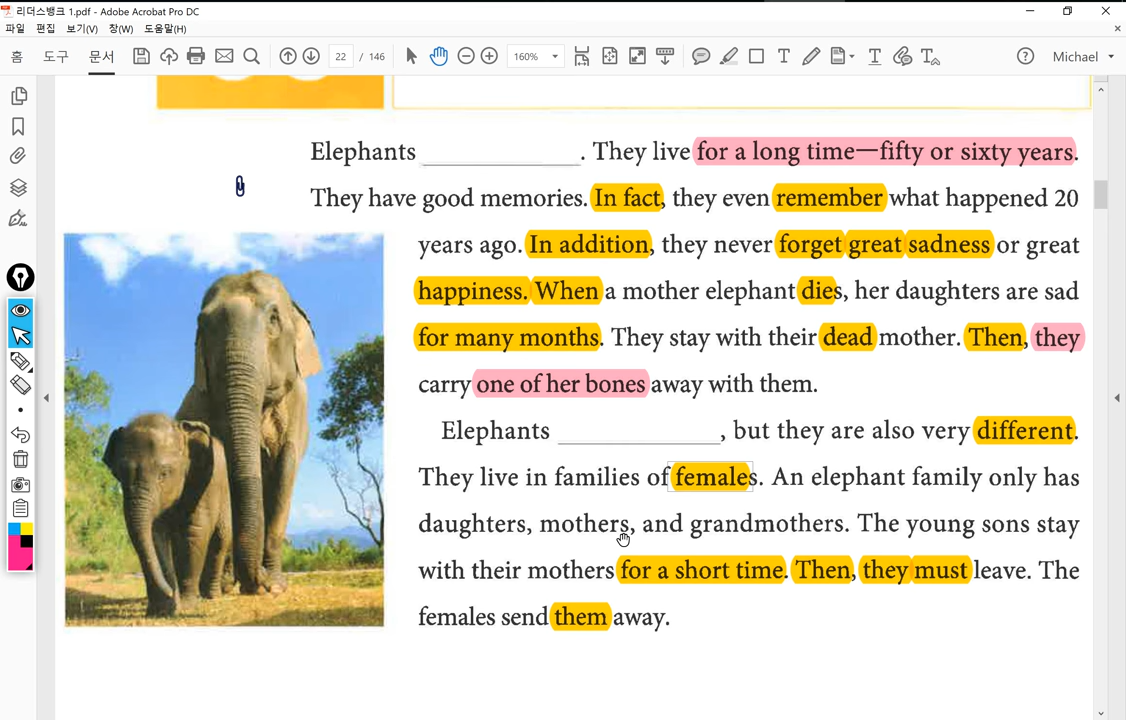 리더스뱅크 1.pdf - Adobe Acrobat Pro DC
파일 편집 보기(V) 창(W) 도움말(H)
홈 도구 문서 22 / 146 160% Michael
Elephants ____________. They live for a long time—fifty or sixty years.
They have good memories. In fact, they even remember what happened 20
years ago. In addition, they never forget great sadness or great
happiness. When a mother elephant dies, her daughters are sad
for many months. They stay with their dead mother. Then, they
carry one of her bones away with them.
Elephants ____________, but they are also very different.
They live in families of females. An elephant family only has
daughters, mothers, and grandmothers. The young sons stay
with their mothers for a short time. Then, they must leave. The
females send them away.